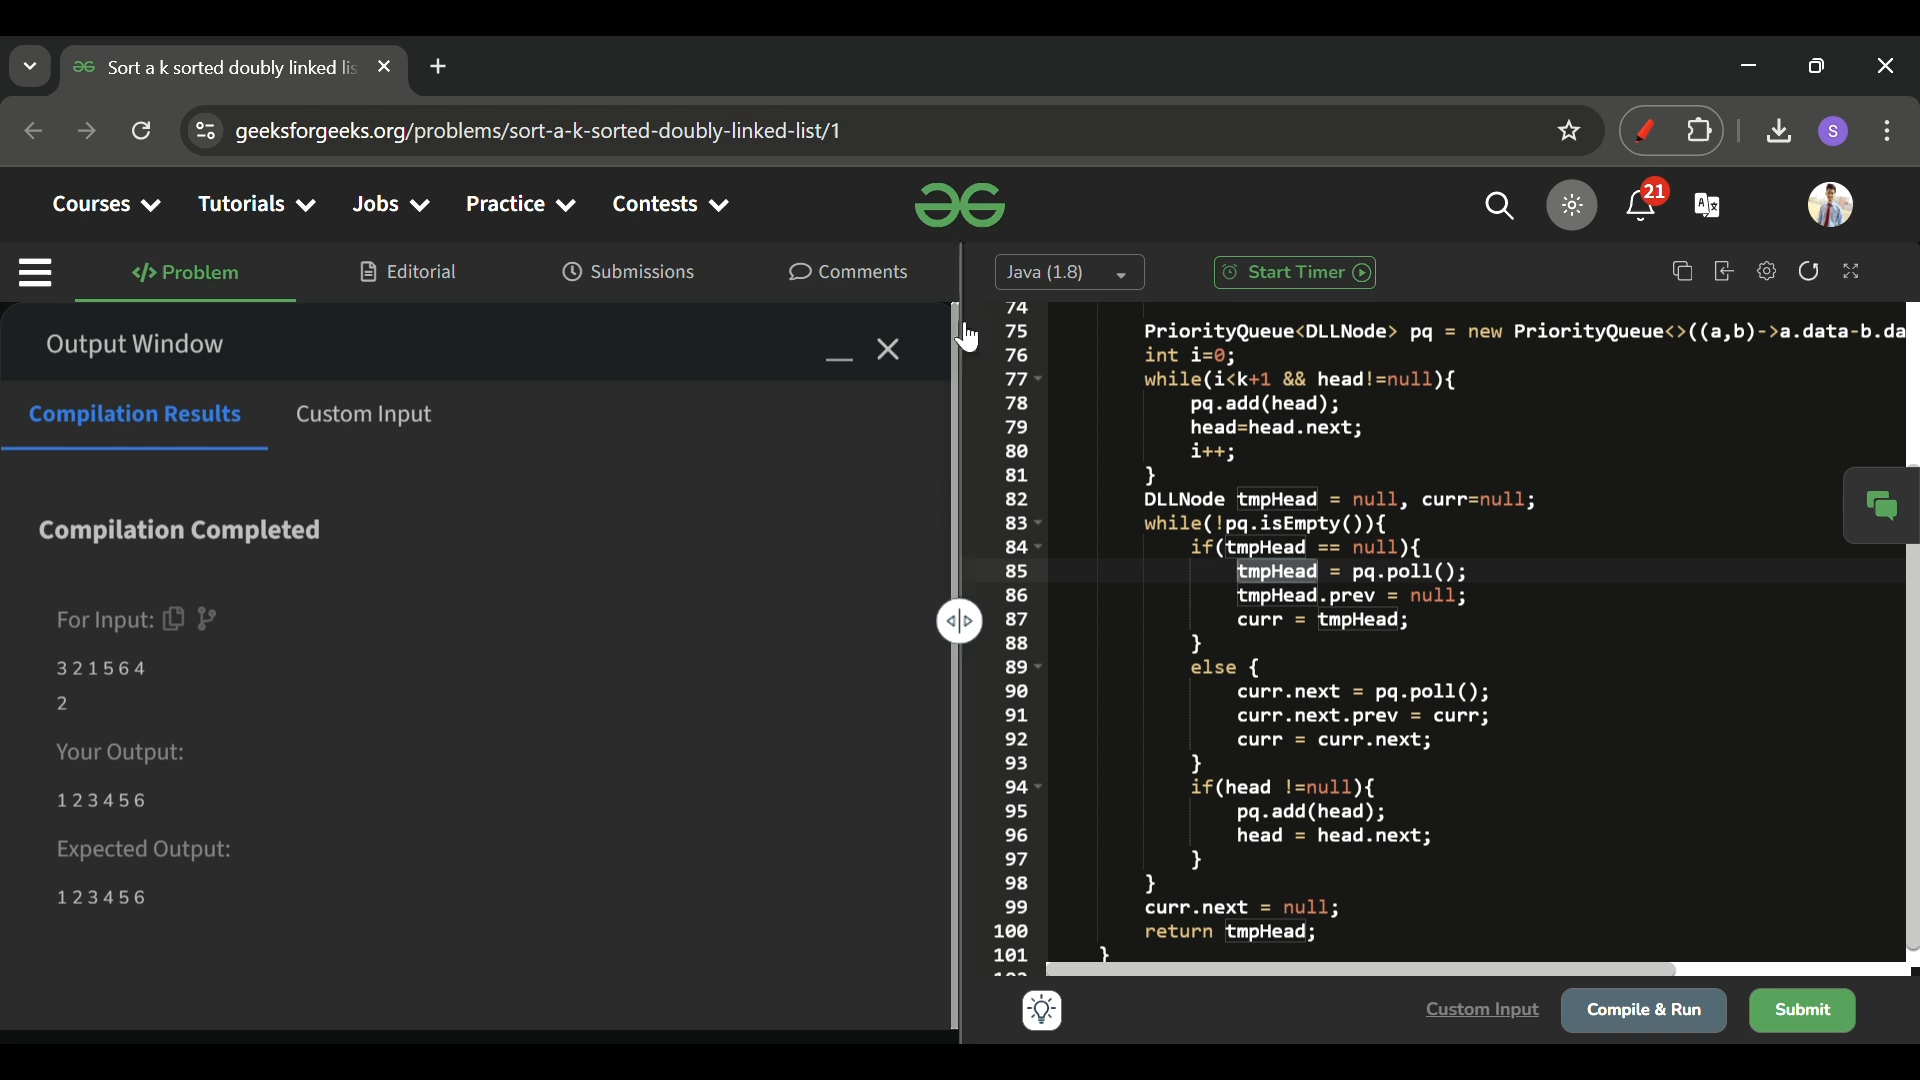 Sort a k sorted doubly linked lis
geeksforgeeks.org/problems/sort-a-k-sorted-doubly-linked-list/1
S
Courses
Tutorials
Jobs
Practice
Contests
21
</> Problem
Editorial
Submissions
Comments
Java (1.8)
Start Timer
Output Window
Compilation Results
Custom Input
Compilation Completed
For Input:
3 2 1 5 6 4
2
Your Output:
1 2 3 4 5 6
Expected Output:
1 2 3 4 5 6
74
75 PriorityQueue<DLLNode> pq = new PriorityQueue<>((a,b)->a.data-b.da
76 int i=0;
77 while(i<k+1 && head!=null){
78 pq.add(head);
79 head=head.next;
80 i++;
81 }
82 DLLNode tmpHead = null, curr=null;
83 while(!pq.isEmpty()){
84 if(tmpHead == null){
85 tmpHead = pq.poll();
86 tmpHead.prev = null;
87 curr = tmpHead;
88 }
89 else {
90 curr.next = pq.poll();
91 curr.next.prev = curr;
92 curr = curr.next;
93 }
94 if(head !=null){
95 pq.add(head);
96 head = head.next;
97 }
98 }
99 curr.next = null;
100 return tmpHead;
101 }
Custom Input
Compile & Run
Submit